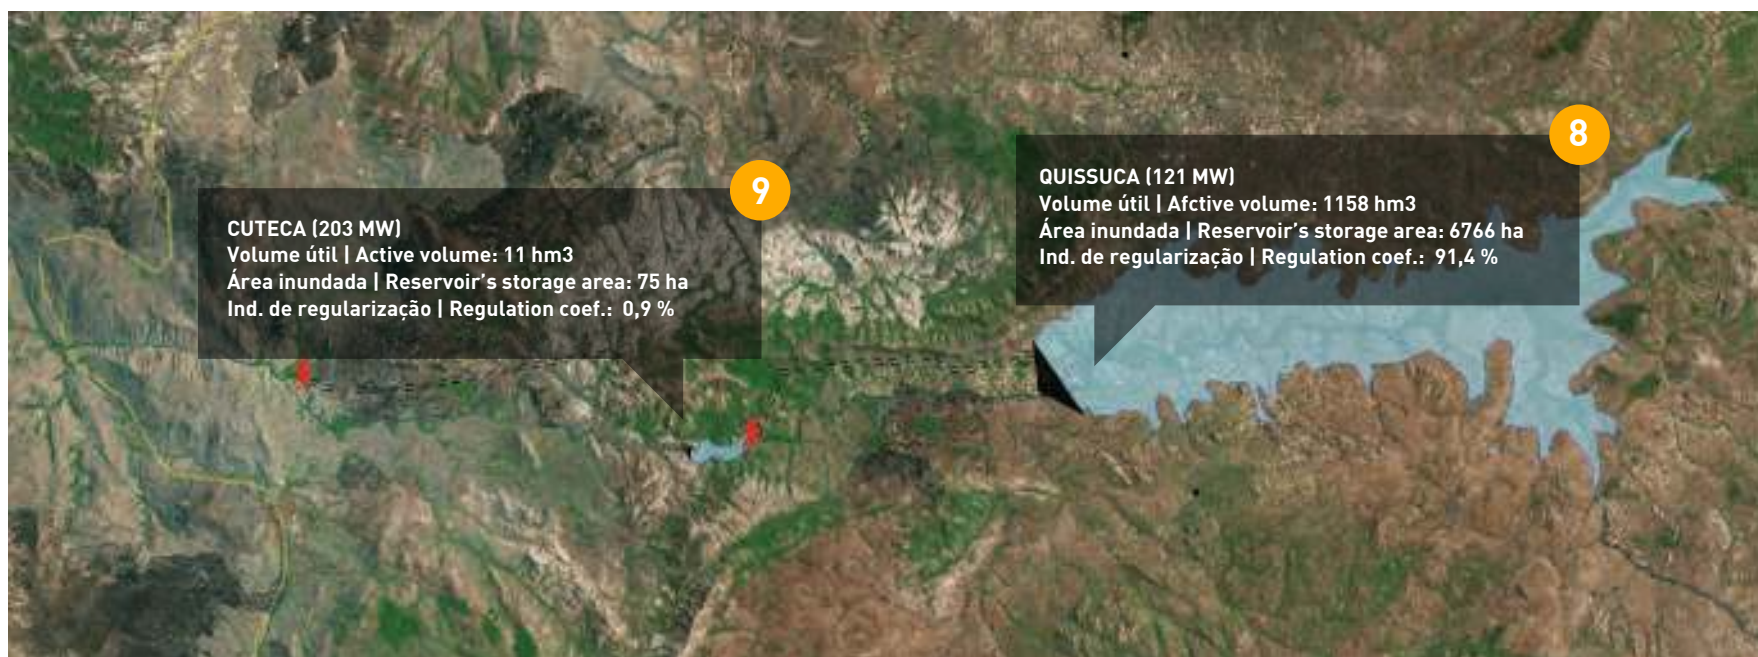 9
CUTECA (203 MW)
Volume útil | Active volume: 11 hm3
Área inundada | Reservoir's storage area: 75 ha
Ind. de regularização | Regulation coef.: 0,9 %
8
QUISSUCA (121 MW)
Volume útil | Afctive volume: 1158 hm3
Área inundada | Reservoir's storage area: 6766 ha
Ind. de regularização | Regulation coef.: 91,4 %